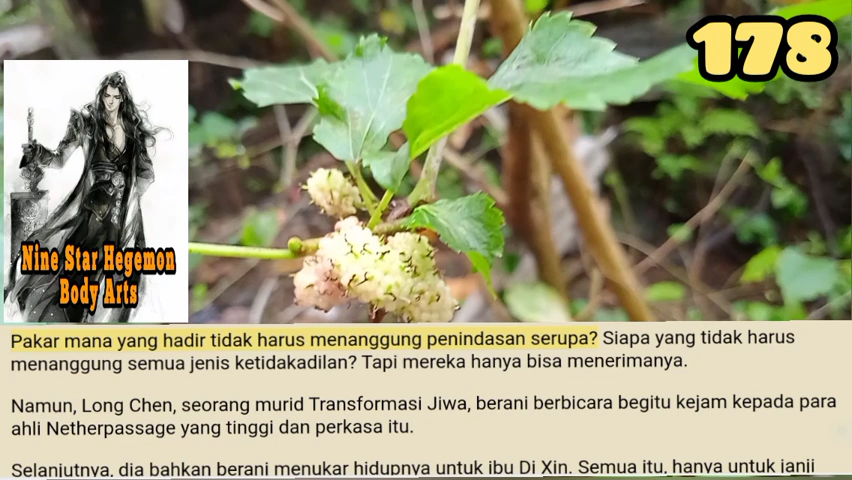 178
Nine Star Hegemon
Body Arts
Pakar mana yang hadir tidak harus menanggung penindasan serupa? Siapa yang tidak harus
menanggung semua jenis ketidakadilan? Tapi mereka hanya bisa menerimanya.
Namun, Long Chen, seorang murid Transformasi Jiwa, berani berbicara begitu kejam kepada para
ahli Netherpassage yang tinggi dan perkasa itu.
Selanjutnya, dia bahkan berani menukar hidupnya untuk ibu Di Xin. Semua itu, hanya untuk janji